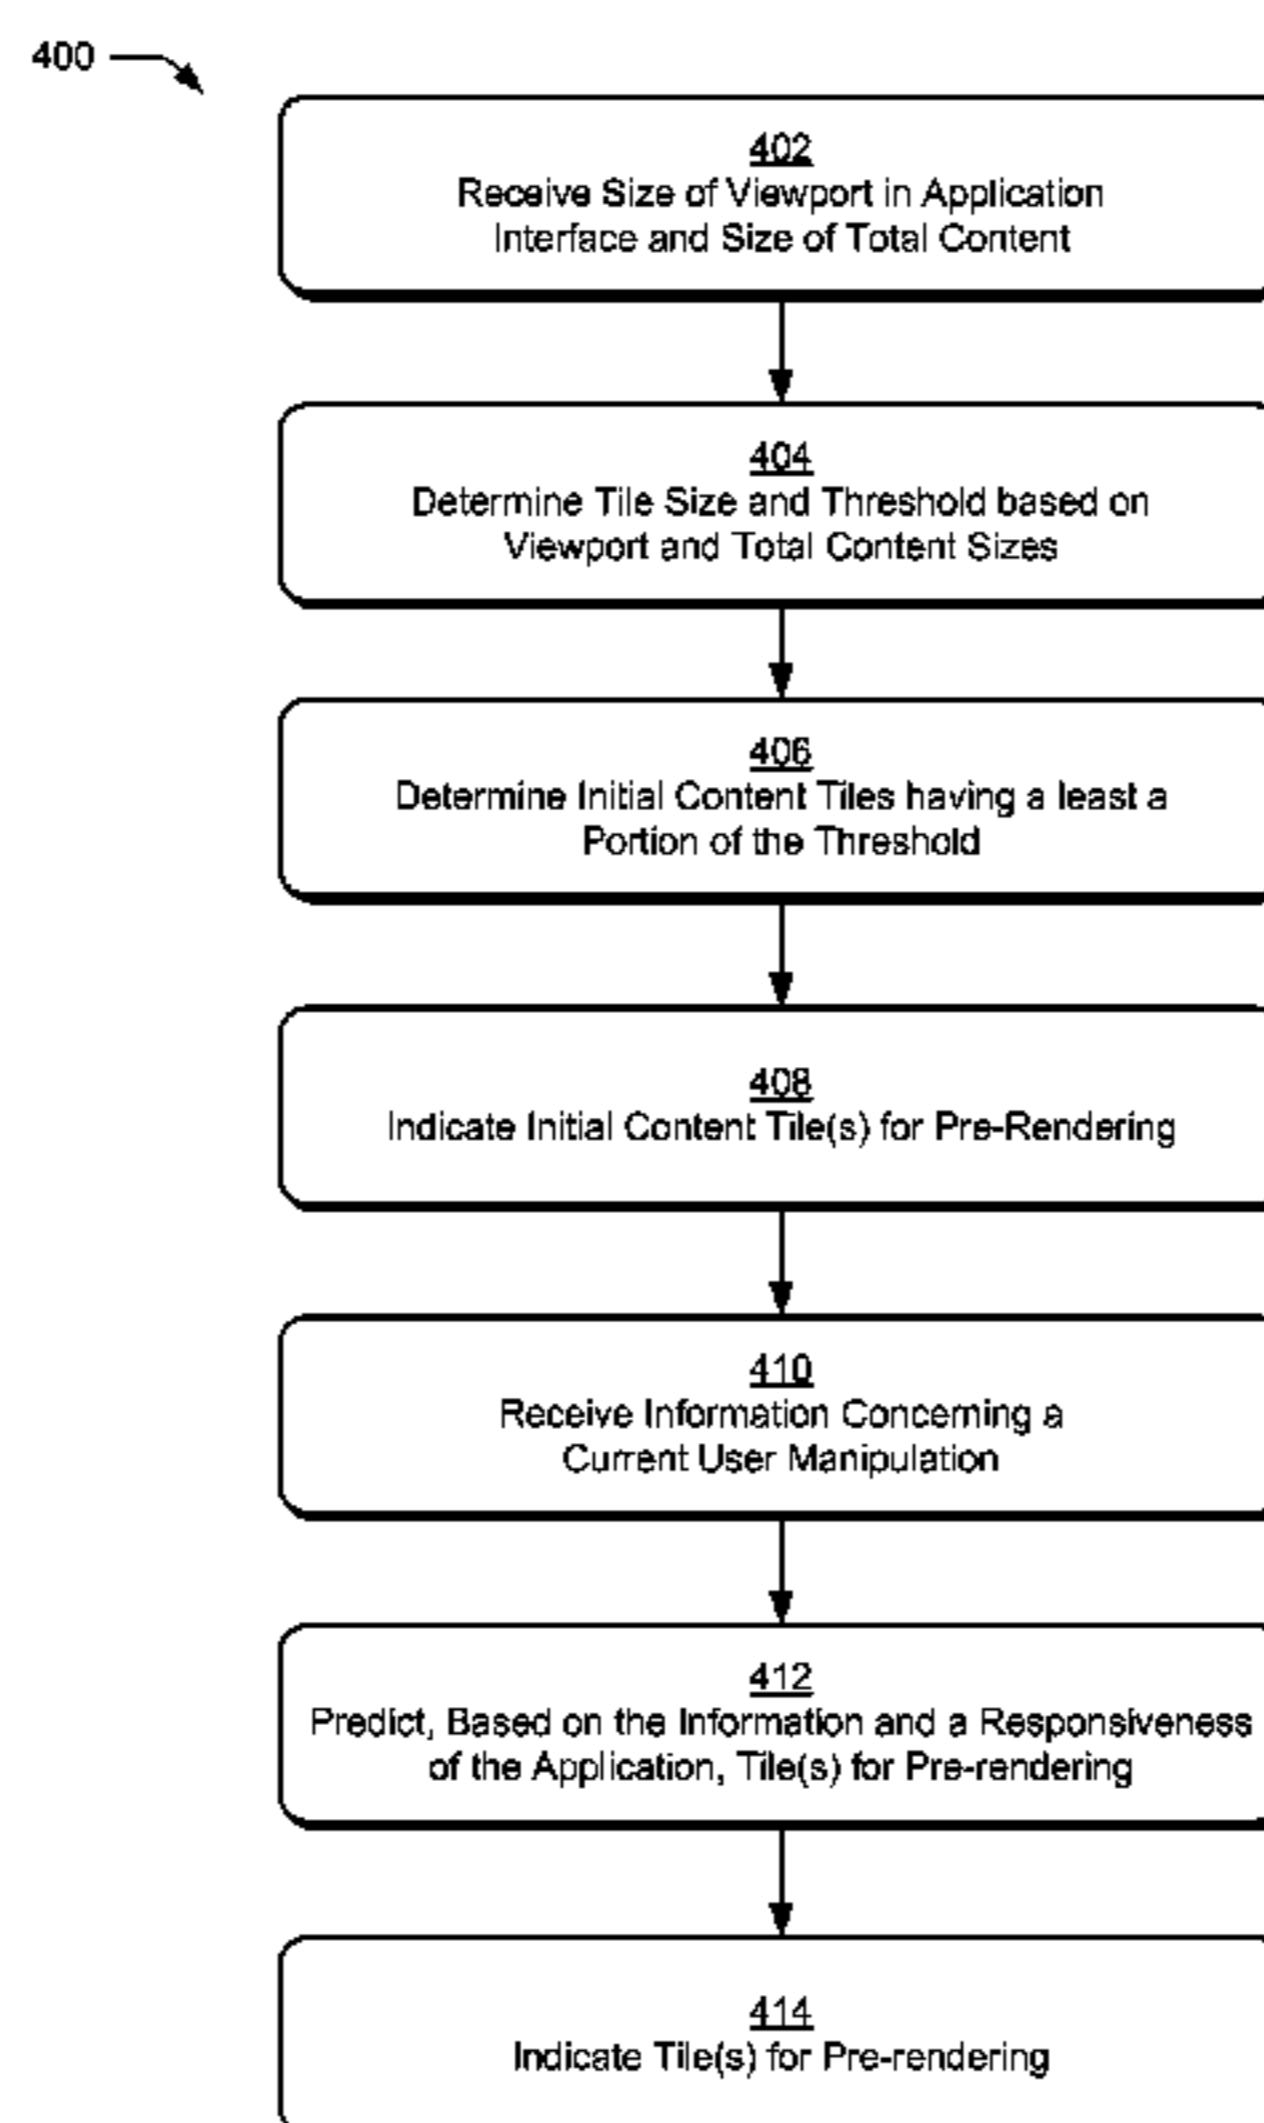 400
402
Receive Size of Viewport in Application
Interface and Size of Total Content
404
Determine Tile Size and Threshold based on
Viewport and Total Content Sizes
406
Determine Initial Content Tiles having a least a
Portion of the Threshold
408
Indicate Initial Content Tile(s) for Pre-Rendering
410
Receive Information Concerning a
Current User Manipulation
412
Predict, Based on the Information and a Responsiveness
of the Application, Tile(s) for Pre-rendering
414
Indicate Tile(s) for Pre-rendering